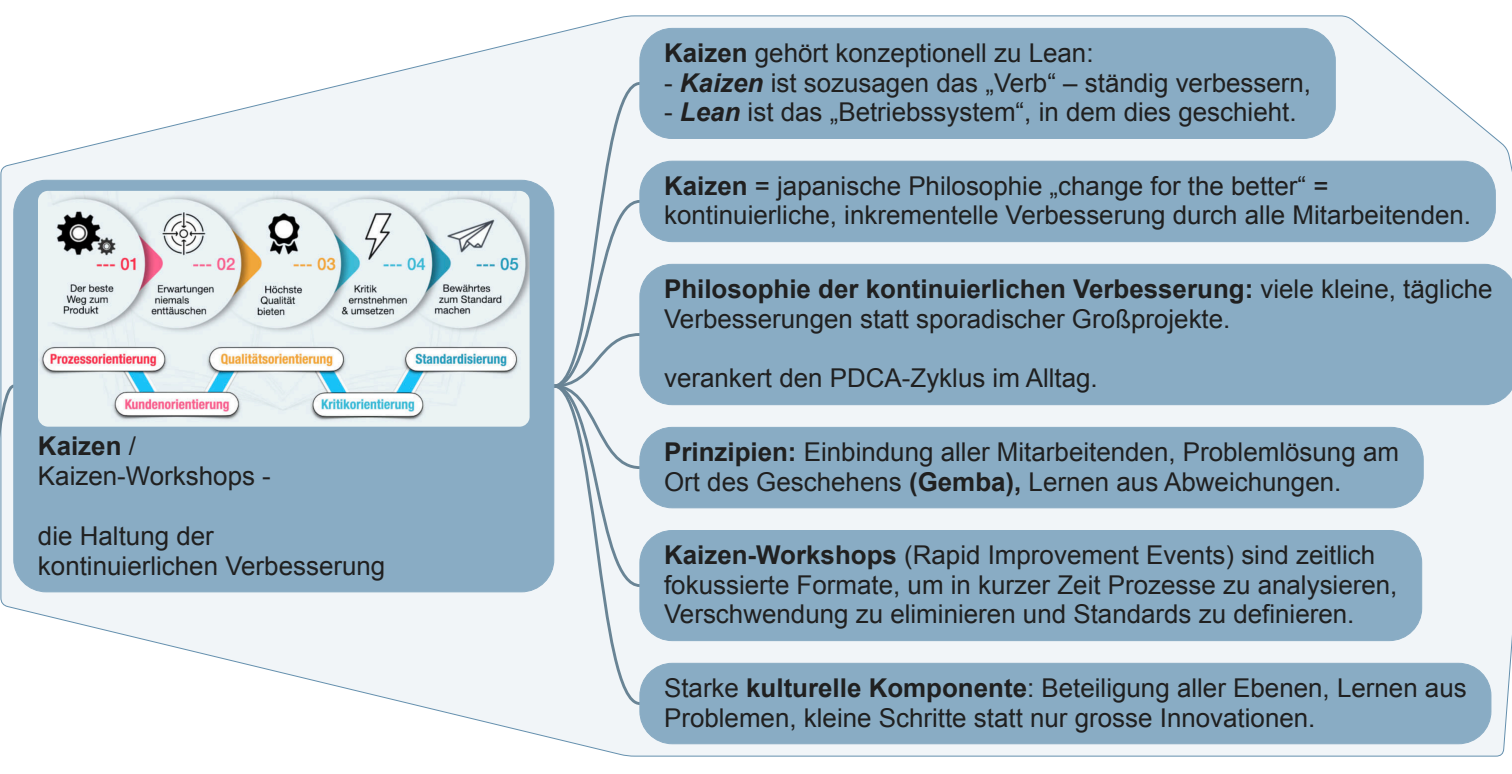 --- 01
Der beste
Weg zum
Produkt
--- 02
Erwartungen
niemals
enttäuschen
--- 03
Höchste
Qualität
bieten
--- 04
Kritik
ernstnehmen
& umsetzen
--- 05
Bewährtes
zum Standard
machen
Prozessorientierung
Kundenorientierung
Qualitätsorientierung
Kritikorientierung
Standardisierung
Kaizen /
Kaizen-Workshops -
die Haltung der
kontinuierlichen Verbesserung
Kaizen gehört konzeptionell zu Lean:
- Kaizen ist sozusagen das „Verb“ – ständig verbessern,
- Lean ist das „Betriebssystem“, in dem dies geschieht.
Kaizen = japanische Philosophie „change for the better“ =
kontinuierliche, inkrementelle Verbesserung durch alle Mitarbeitenden.
Philosophie der kontinuierlichen Verbesserung: viele kleine, tägliche
Verbesserungen statt sporadischer Großprojekte.
verankert den PDCA-Zyklus im Alltag.
Prinzipien: Einbindung aller Mitarbeitenden, Problemlösung am
Ort des Geschehens (Gemba), Lernen aus Abweichungen.
Kaizen-Workshops (Rapid Improvement Events) sind zeitlich
fokussierte Formate, um in kurzer Zeit Prozesse zu analysieren,
Verschwendung zu eliminieren und Standards zu definieren.
Starke kulturelle Komponente: Beteiligung aller Ebenen, Lernen aus
Problemen, kleine Schritte statt nur grosse Innovationen.